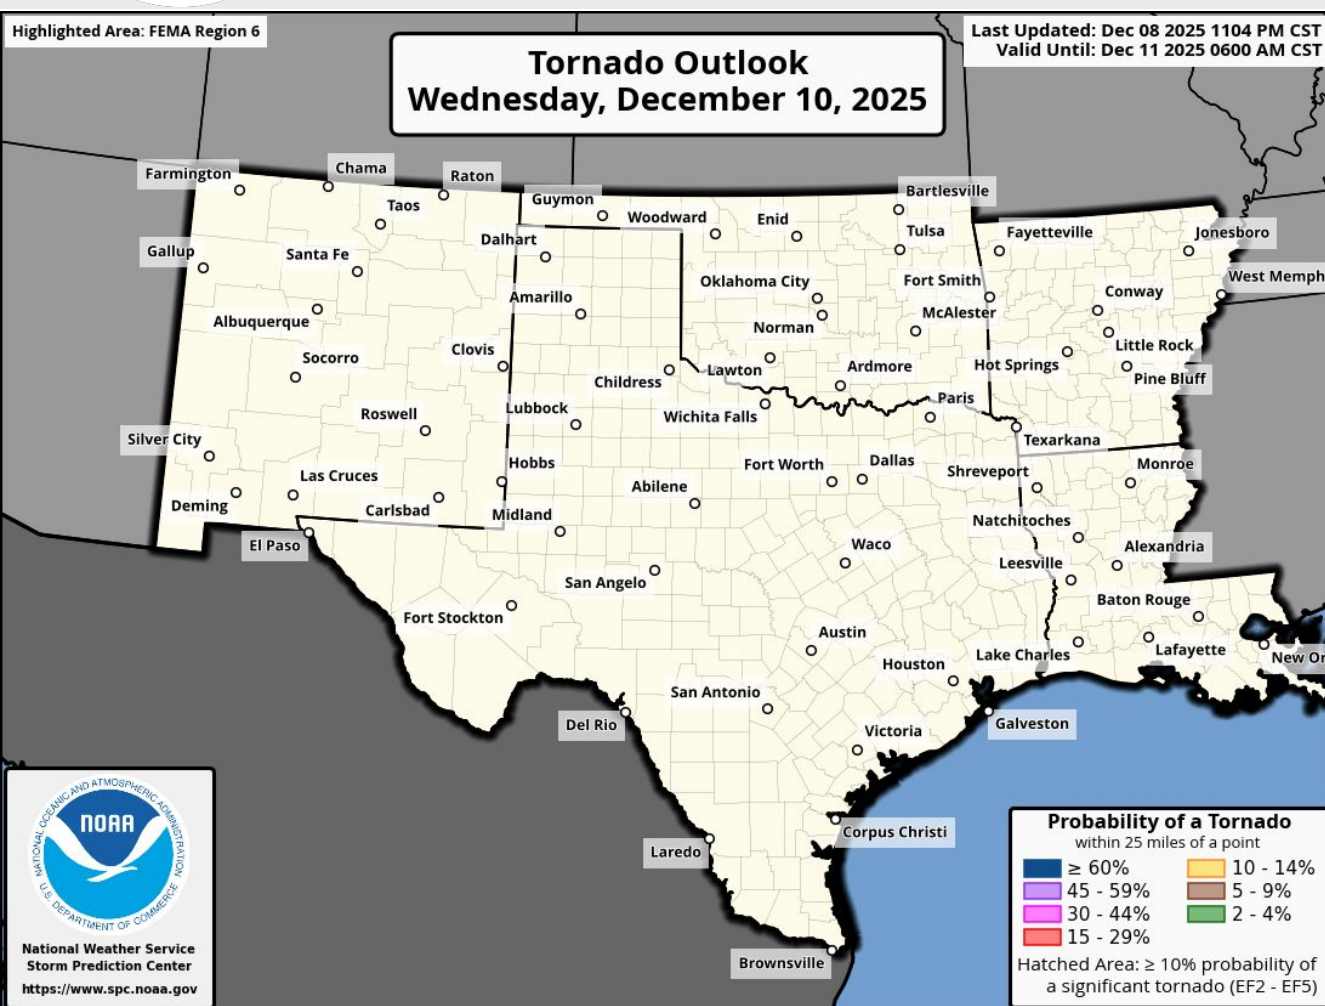 Highlighted Area: FEMA Region 6
Last Updated: Dec 08 2025 1104 PM CST
Valid Until: Dec 11 2025 0600 AM CST
Tornado Outlook
Wednesday, December 10, 2025
Farmington
Chama
Raton
Taos
Guymon
Woodward
Enid
Bartlesville
Tulsa
Fayetteville
Jonesboro
Gallup
Santa Fe
Dalhart
Oklahoma City
Fort Smith
West Memph
Conway
Amarillo
Albuquerque
Norman
McAlester
Little Rock
Socorro
Clovis
Childress
Lawton
Ardmore
Hot Springs
Pine Bluff
Roswell
Lubbock
Wichita Falls
Paris
Texarkana
Silver City
Las Cruces
Hobbs
Fort Worth
Dallas
Shreveport
Monroe
Deming
Carlsbad
Midland
Abilene
Natchitoches
El Paso
Waco
Leesville
Alexandria
San Angelo
Baton Rouge
Fort Stockton
Austin
Houston
Lake Charles
Lafayette
New Or
San Antonio
Del Rio
Victoria
Galveston
Corpus Christi
Laredo
Brownsville
NATIONAL OCEANIC AND ATMOSPHERIC ADMINISTRATION
NOAA
U.S. DEPARTMENT OF COMMERCE
National Weather Service
Storm Prediction Center
https://www.spc.noaa.gov
Probability of a Tornado
within 25 miles of a point
≥ 60%
10 - 14%
45 - 59%
5 - 9%
30 - 44%
2 - 4%
15 - 29%
Hatched Area: ≥ 10% probability of
a significant tornado (EF2 - EF5)